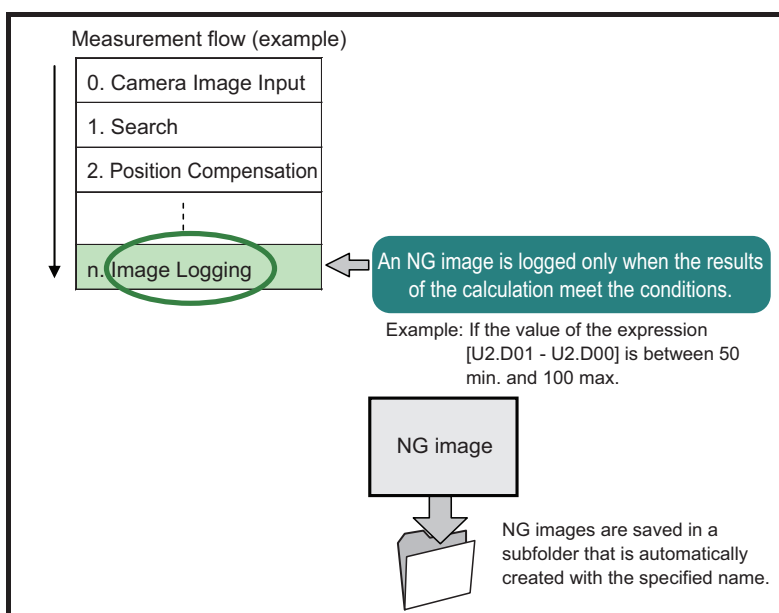 Measurement flow (example)
0. Camera Image Input
1. Search
2. Position Compensation
n. Image Logging
An NG image is logged only when the results
of the calculation meet the conditions.
Example: If the value of the expression
[U2.D01 - U2.D00] is between 50
min. and 100 max.
NG image
NG images are saved in a
subfolder that is automatically
created with the specified name.